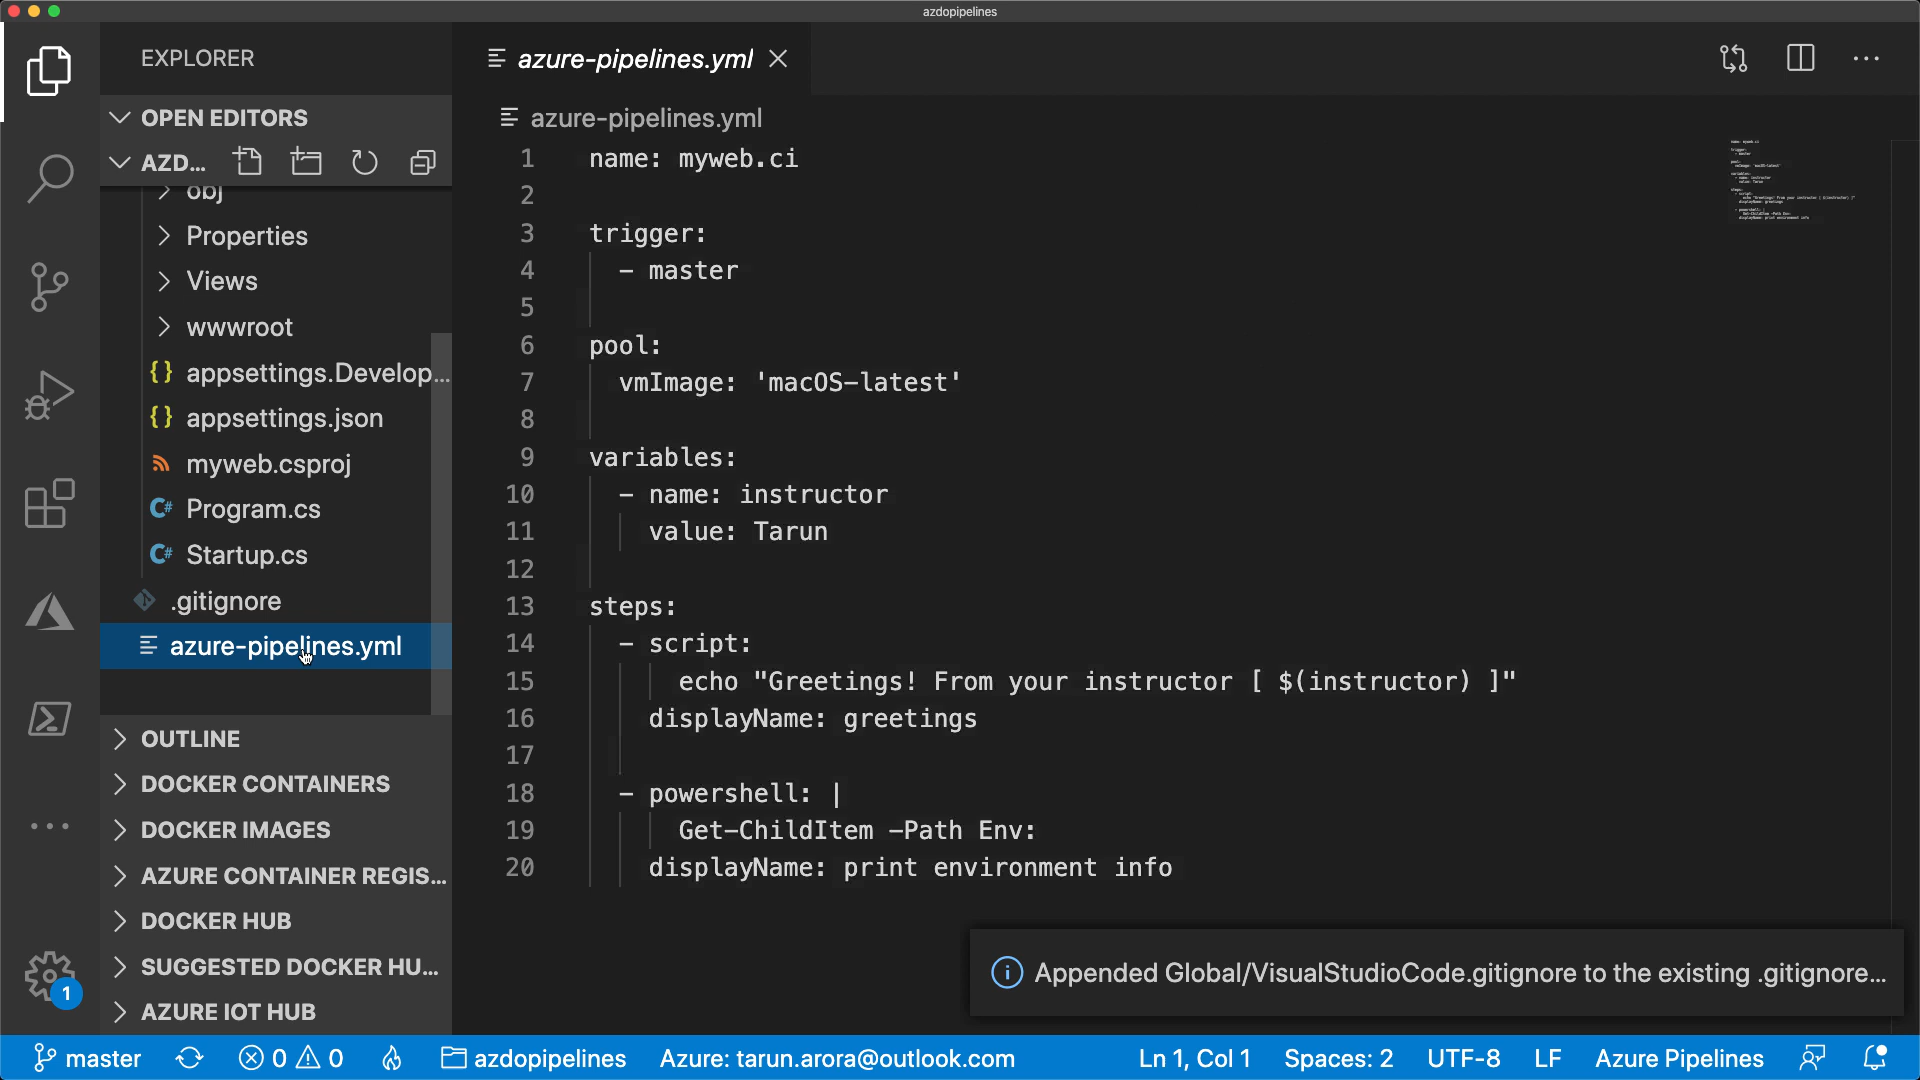 azdopipelines
EXPLORER
OPEN EDITORS
AZD...
obj
Properties
Views
wwwroot
{} appsettings.Develop...
{} appsettings.json
myweb.csproj
C# Program.cs
C# Startup.cs
.gitignore
azure-pipelines.yml
OUTLINE
DOCKER CONTAINERS
DOCKER IMAGES
AZURE CONTAINER REGIS...
DOCKER HUB
SUGGESTED DOCKER HU...
AZURE IOT HUB
1
azure-pipelines.yml
azure-pipelines.yml
1 name: myweb.ci
2
3 trigger:
4 - master
5
6 pool:
7 vmImage: 'macOS-latest'
8
9 variables:
10 - name: instructor
11 value: Tarun
12
13 steps:
14 - script:
15 echo "Greetings! From your instructor [ $(instructor) ]"
16 displayName: greetings
17
18 - powershell: |
19 Get-ChildItem -Path Env:
20 displayName: print environment info
Appended Global/VisualStudioCode.gitignore to the existing .gitignore...
master 0 0 azdopipelines Azure: tarun.arora@outlook.com Ln 1, Col 1 Spaces: 2 UTF-8 LF Azure Pipelines